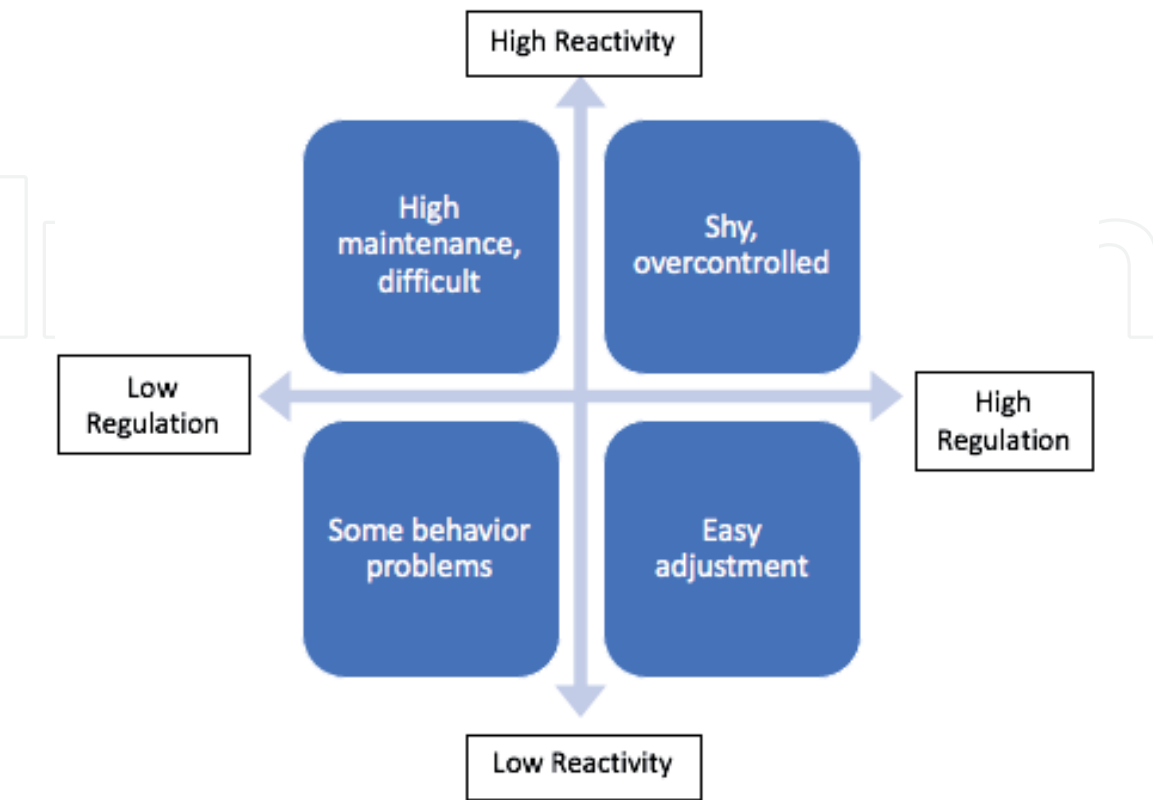 High Reactivity
High
maintenance,
difficult
Shy,
overcontrolled
Low
Regulation
High
Regulation
Some behavior
problems
Easy
adjustment
Low Reactivity